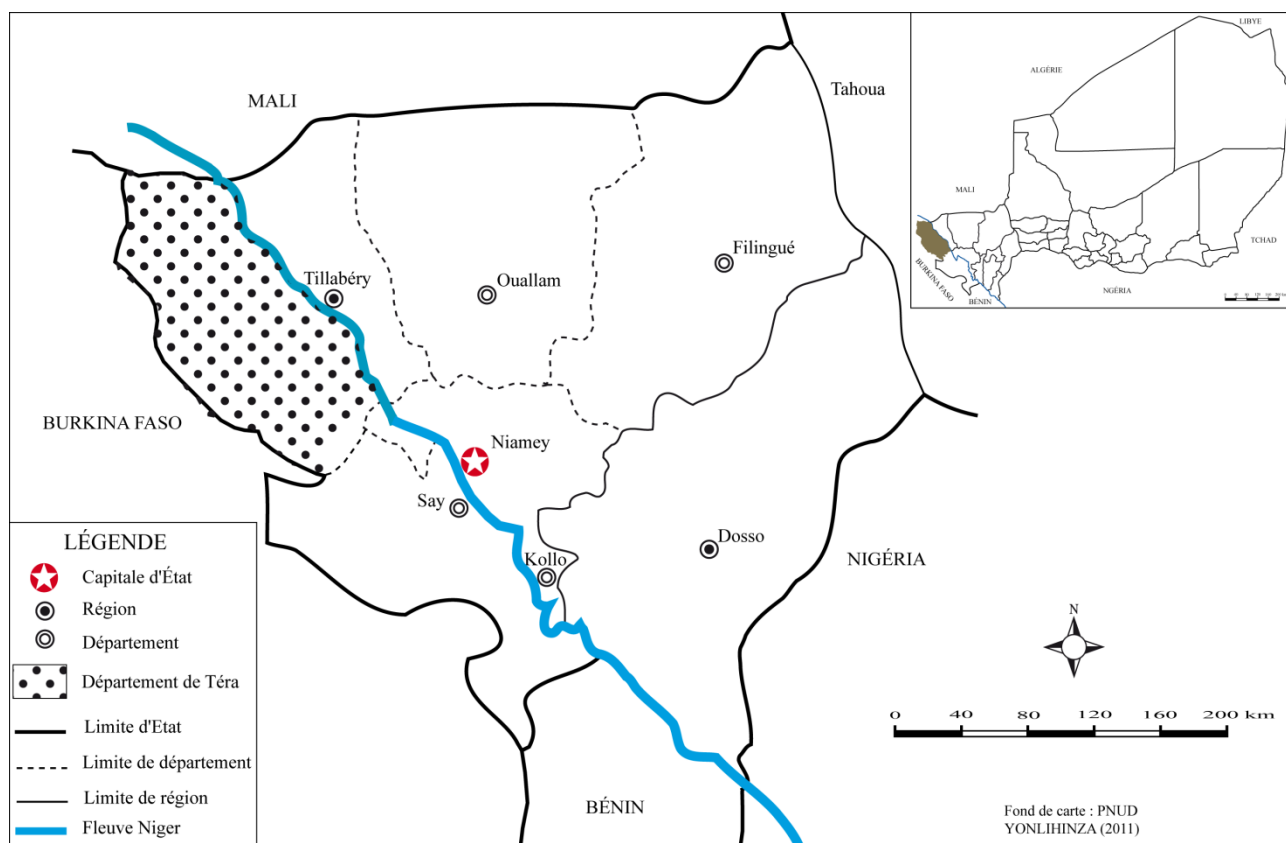 MALI
Tahoua
Filingué
Tillabéry
Ouallam
BURKINA FASO
Niamey
Say
Kollo
Dosso
NIGÉRIA
BÉNIN
LIBYE
ALGÉRIE
MALI
TCHAD
BURKINA FASO
BÉNIN
NGÉRIA
LÉGENDE
Capitale d'État
Région
Département
Département de Téra
Limite d'Etat
Limite de département
Limite de région
Fleuve Niger
N
0 40 80 120 160 200 km
Fond de carte : PNUD
YONLIHINZA (2011)